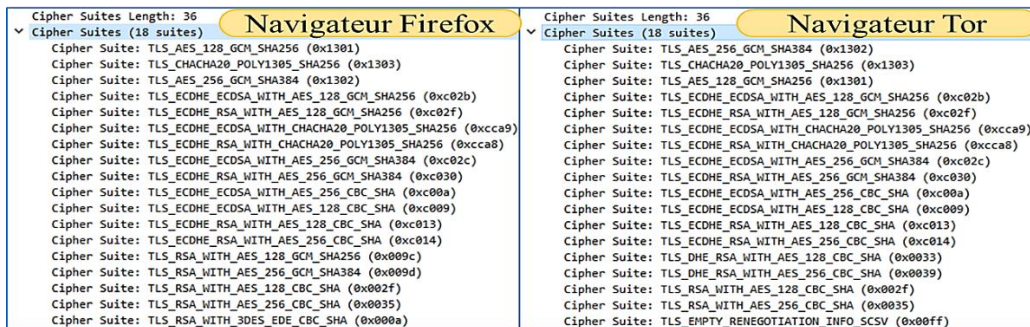 Cipher Suites Length: 36
Navigateur Firefox
Cipher Suites (18 suites)
Cipher Suite: TLS_AES_128_GCM_SHA256 (0x1301)
Cipher Suite: TLS_CHACHA20_POLY1305_SHA256 (0x1303)
Cipher Suite: TLS_AES_256_GCM_SHA384 (0x1302)
Cipher Suite: TLS_ECDHE_ECDSA_WITH_AES_128_GCM_SHA256 (0xc02b)
Cipher Suite: TLS_ECDHE_RSA_WITH_AES_128_GCM_SHA256 (0xc02f)
Cipher Suite: TLS_ECDHE_ECDSA_WITH_CHACHA20_POLY1305_SHA256 (0xcca9)
Cipher Suite: TLS_ECDHE_RSA_WITH_CHACHA20_POLY1305_SHA256 (0xcca8)
Cipher Suite: TLS_ECDHE_ECDSA_WITH_AES_256_GCM_SHA384 (0xc02c)
Cipher Suite: TLS_ECDHE_RSA_WITH_AES_256_GCM_SHA384 (0xc030)
Cipher Suite: TLS_ECDHE_ECDSA_WITH_AES_256_CBC_SHA (0xc00a)
Cipher Suite: TLS_ECDHE_ECDSA_WITH_AES_128_CBC_SHA (0xc009)
Cipher Suite: TLS_ECDHE_RSA_WITH_AES_128_CBC_SHA (0xc013)
Cipher Suite: TLS_ECDHE_RSA_WITH_AES_256_CBC_SHA (0xc014)
Cipher Suite: TLS_RSA_WITH_AES_128_GCM_SHA256 (0x009c)
Cipher Suite: TLS_RSA_WITH_AES_256_GCM_SHA384 (0x009d)
Cipher Suite: TLS_RSA_WITH_AES_128_CBC_SHA (0x002f)
Cipher Suite: TLS_RSA_WITH_AES_256_CBC_SHA (0x0035)
Cipher Suite: TLS_RSA_WITH_3DES_EDE_CBC_SHA (0x000a)
Cipher Suites Length: 36
Navigateur Tor
Cipher Suites (18 suites)
Cipher Suite: TLS_AES_256_GCM_SHA384 (0x1302)
Cipher Suite: TLS_CHACHA20_POLY1305_SHA256 (0x1303)
Cipher Suite: TLS_AES_128_GCM_SHA256 (0x1301)
Cipher Suite: TLS_ECDHE_ECDSA_WITH_AES_128_GCM_SHA256 (0xc02b)
Cipher Suite: TLS_ECDHE_RSA_WITH_AES_128_GCM_SHA256 (0xc02f)
Cipher Suite: TLS_ECDHE_ECDSA_WITH_CHACHA20_POLY1305_SHA256 (0xcca9)
Cipher Suite: TLS_ECDHE_RSA_WITH_CHACHA20_POLY1305_SHA256 (0xcca8)
Cipher Suite: TLS_ECDHE_ECDSA_WITH_AES_256_GCM_SHA384 (0xc02c)
Cipher Suite: TLS_ECDHE_RSA_WITH_AES_256_GCM_SHA384 (0xc030)
Cipher Suite: TLS_ECDHE_ECDSA_WITH_AES_256_CBC_SHA (0xc00a)
Cipher Suite: TLS_ECDHE_ECDSA_WITH_AES_128_CBC_SHA (0xc009)
Cipher Suite: TLS_ECDHE_RSA_WITH_AES_128_CBC_SHA (0xc013)
Cipher Suite: TLS_ECDHE_RSA_WITH_AES_256_CBC_SHA (0xc014)
Cipher Suite: TLS_DHE_RSA_WITH_AES_128_CBC_SHA (0x0033)
Cipher Suite: TLS_DHE_RSA_WITH_AES_256_CBC_SHA (0x0039)
Cipher Suite: TLS_RSA_WITH_AES_128_CBC_SHA (0x002f)
Cipher Suite: TLS_RSA_WITH_AES_256_CBC_SHA (0x0035)
Cipher Suite: TLS_EMPTY_RENEGOTIATION_INFO_SCSV (0x00ff)